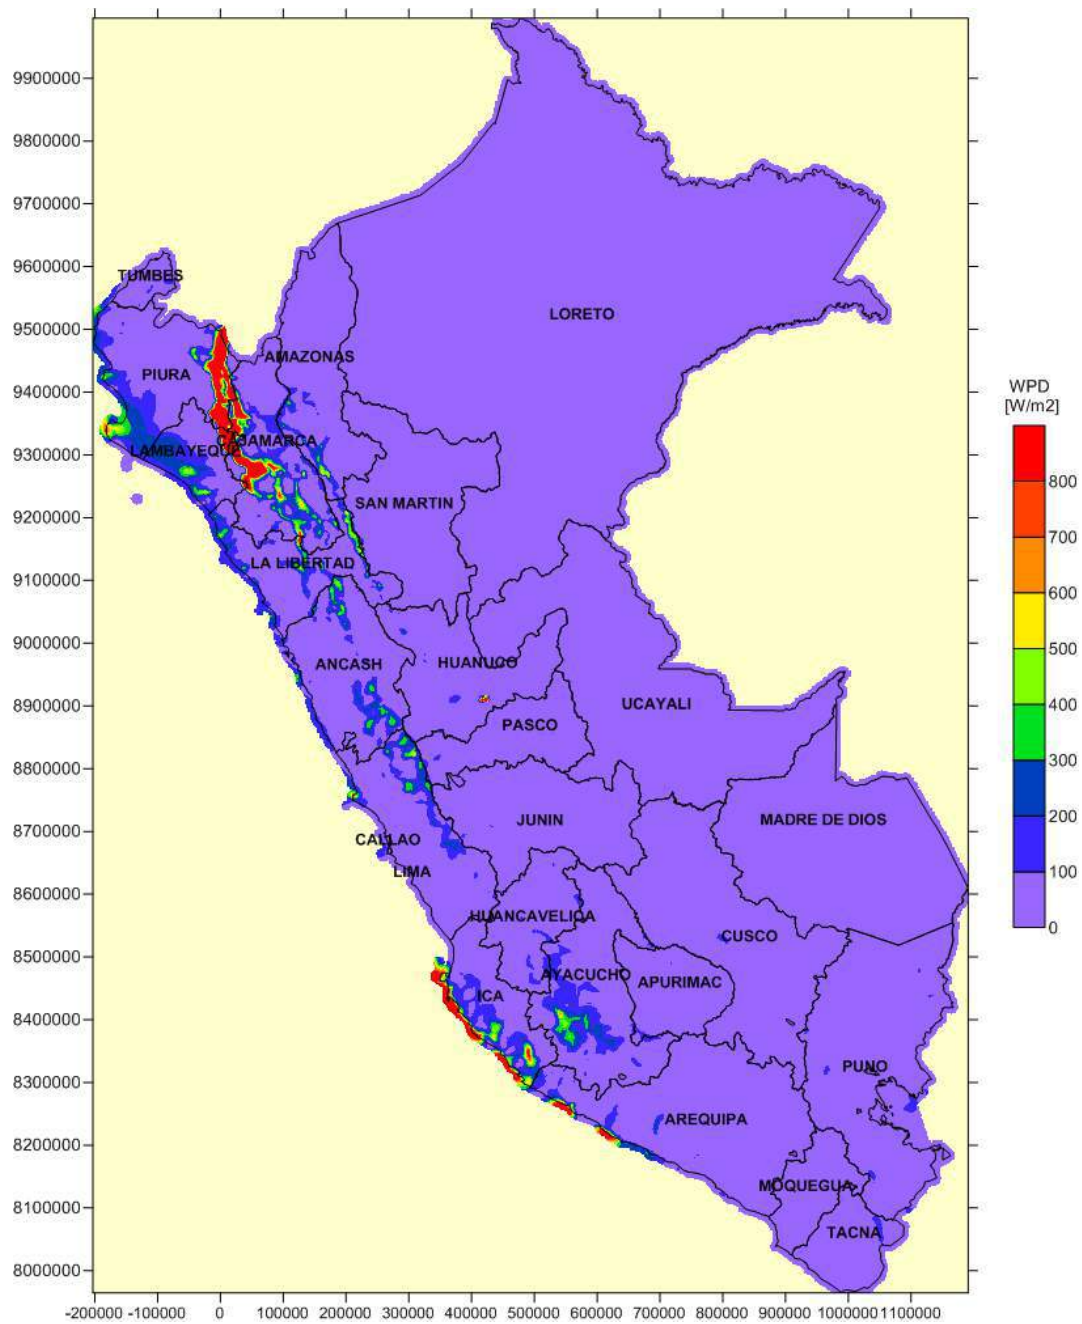 9900000
9800000
9700000
9600000
9500000
9400000
9300000
9200000
9100000
9000000
8900000
8800000
8700000
8600000
8500000
8400000
8300000
8200000
8100000
8000000
TUMBES
LORETO
AMAZONAS
PIURA
CAJAMARCA
LAMBAYEQUE
SAN MARTIN
LA LIBERTAD
ANCASH
HUANUCO
UCAYALI
PASCO
JUNIN
MADRE DE DIOS
CALLAO
LIMA
HUANCAVELICA
CUSCO
AYACUCHO
APURIMAC
ICA
PUNO
AREQUIPA
MOQUEGUA
TACNA
WPD
[W/m2]
800
700
600
500
400
300
200
100
0
-200000 -100000 0 100000 200000 300000 400000 500000 600000 700000 800000 900000 1000000 1100000